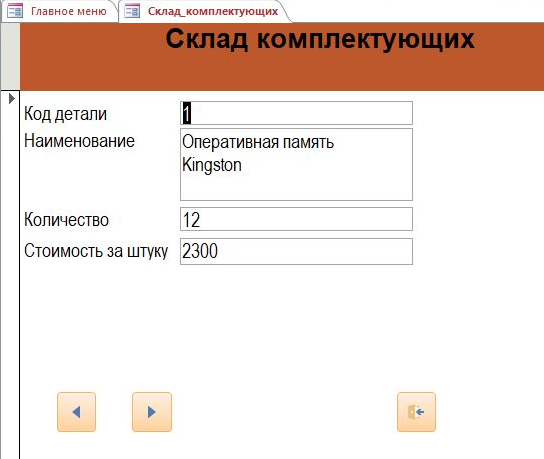 Главное меню
Склад_комплектующих
Склад комплектующих
Код детали 1
Наименование Оперативная память
Kingston
Количество 12
Стоимость за штуку 2300